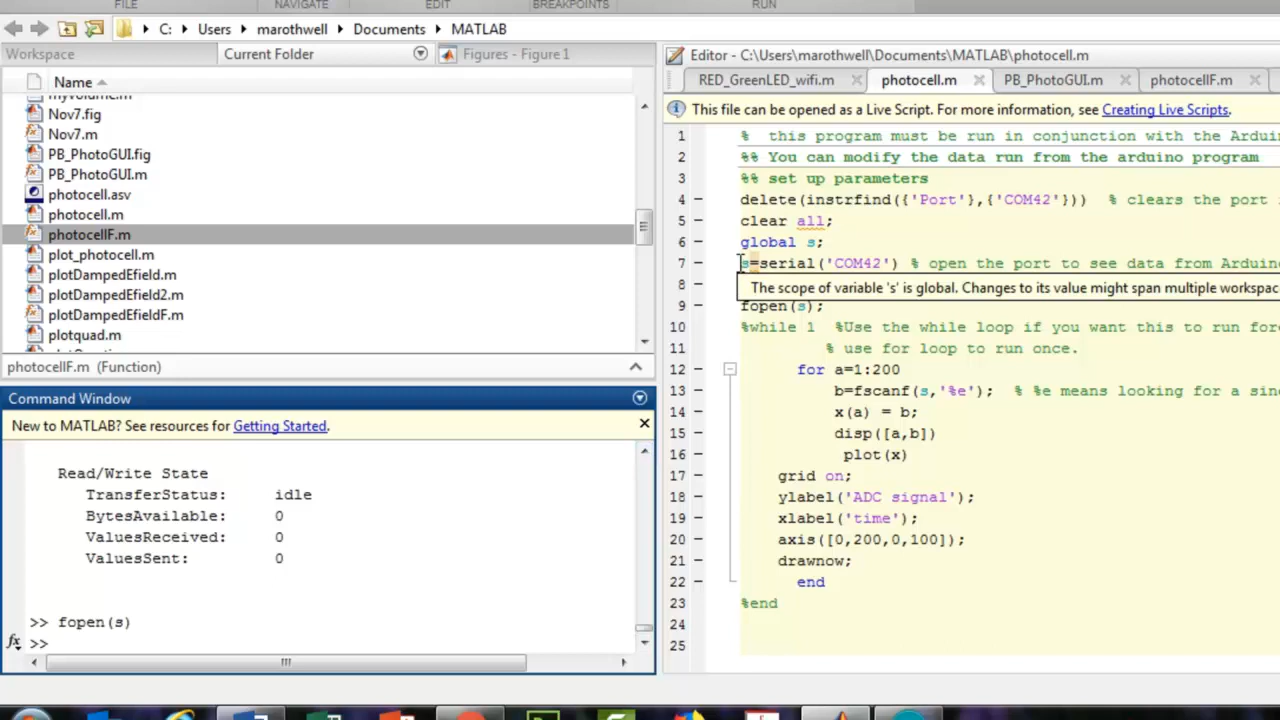 FILE NAVIGATE EDIT BREAKPOINTS RUN
C: Users marothwell Documents MATLAB
Workspace Current Folder Figures - Figure 1
Name
myvolume.m
Nov7.fig
Nov7.m
PB_PhotoGUI.fig
PB_PhotoGUI.m
photocell.asv
photocell.m
photocellF.m
plot_photocell.m
plotDampedEfield.m
plotDampedEfield2.m
plotDampedEfieldF.m
plotquad.m
photocellF.m (Function)
Command Window
New to MATLAB? See resources for Getting Started.
Read/Write State
TransferStatus: idle
BytesAvailable: 0
ValuesReceived: 0
ValuesSent: 0
>> fopen(s)
fx >>
Editor - C:\Users\marothwell\Documents\MATLAB\photocell.m
RED_GreenLED_wifi.m photocell.m PB_PhotoGUI.m photocellF.m
This file can be opened as a Live Script. For more information, see Creating Live Scripts.
1 % this program must be run in conjunction with the Arduin
2 %% You can modify the data run from the arduino program
3 %% set up parameters
4 delete(instrfind({'Port'},{'COM42'})) % clears the port
5 clear all;
6 global s;
7 s=serial('COM42') % open the port to see data from Arduin
8 The scope of variable 's' is global. Changes to its value might span multiple workspac
9 fopen(s);
10 %while 1 %Use the while loop if you want this to run fore
11 % use for loop to run once.
12 for a=1:200
13 b=fscanf(s,'%e'); % %e means looking for a sin
14 x(a) = b;
15 disp([a,b])
16 plot(x)
17 grid on;
18 ylabel('ADC signal');
19 xlabel('time');
20 axis([0,200,0,100]);
21 drawnow;
22 end
23 %end
24
25